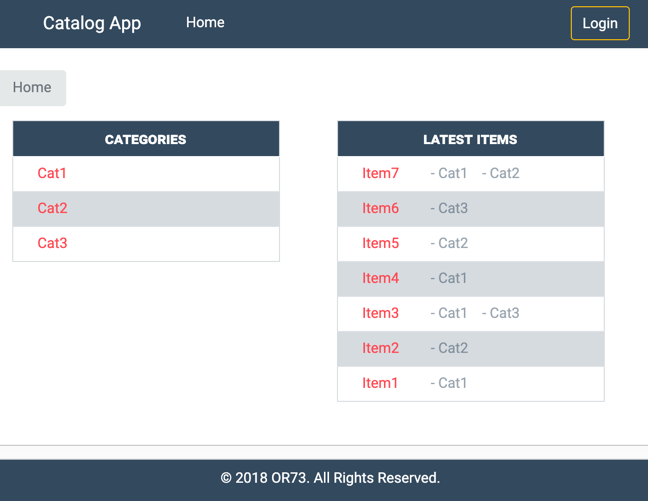 Catalog App Home Login
Home
CATEGORIES
Cat1
Cat2
Cat3
LATEST ITEMS
Item7 - Cat1 - Cat2
Item6 - Cat3
Item5 - Cat2
Item4 - Cat1
Item3 - Cat1 - Cat3
Item2 - Cat2
Item1 - Cat1
© 2018 OR73. All Rights Reserved.